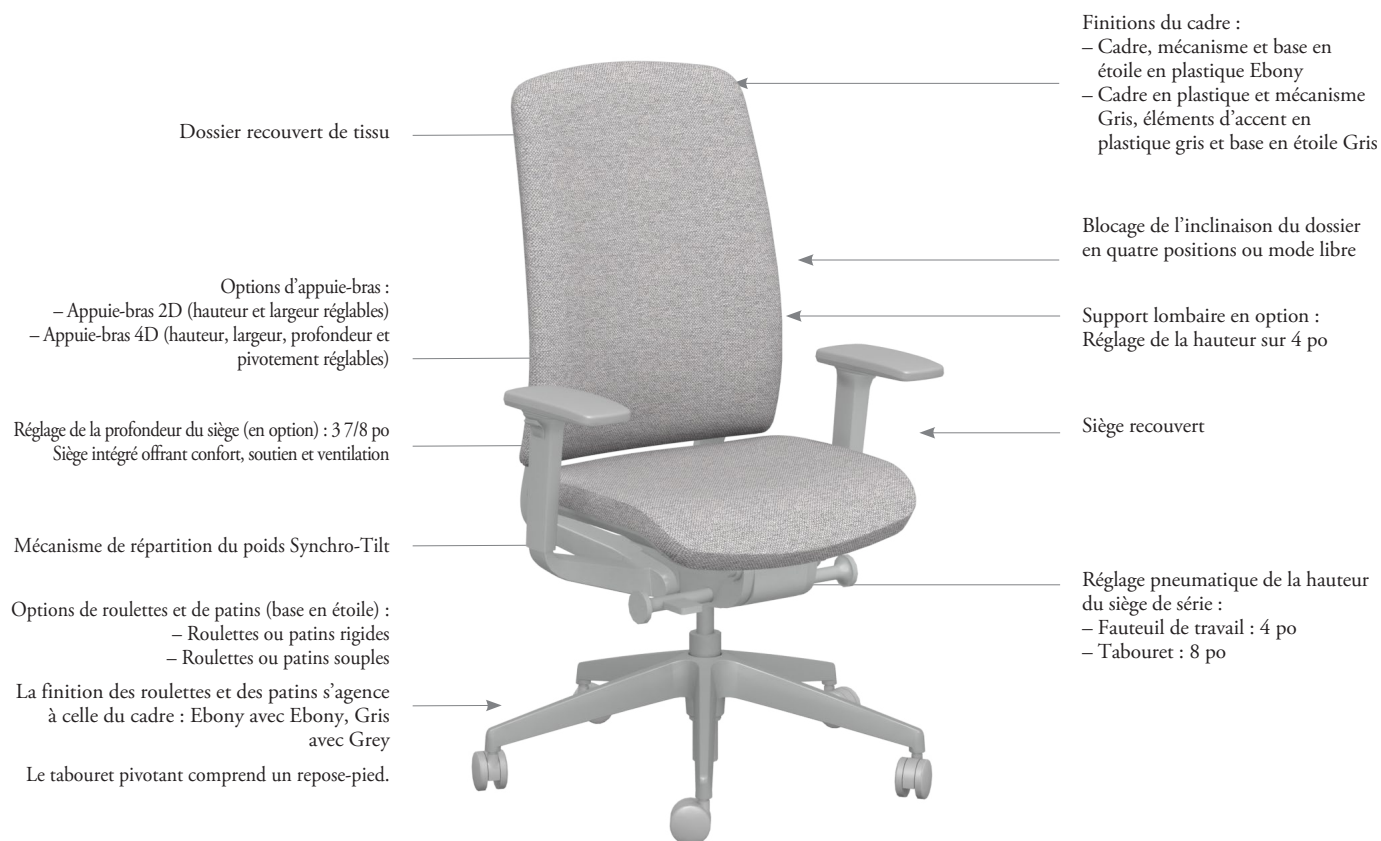 Dossier recouvert de tissu
Options d'appuie-bras :
– Appuie-bras 2D (hauteur et largeur réglables)
– Appuie-bras 4D (hauteur, largeur, profondeur et
pivotement réglables)
Réglage de la profondeur du siège (en option) : 3 7/8 po
Siège intégré offrant confort, soutien et ventilation
Mécanisme de répartition du poids Synchro-Tilt
Options de roulettes et de patins (base en étoile) :
– Roulettes ou patins rigides
– Roulettes ou patins souples
La finition des roulettes et des patins s'agence
à celle du cadre : Ebony avec Ebony, Gris
avec Grey
Le tabouret pivotant comprend un repose-pied.
Finitions du cadre :
– Cadre, mécanisme et base en
étoile en plastique Ebony
– Cadre en plastique et mécanisme
Gris, éléments d'accent en
plastique gris et base en étoile Gris
Blocage de l'inclinaison du dossier
en quatre positions ou mode libre
Support lombaire en option :
Réglage de la hauteur sur 4 po
Siège recouvert
Réglage pneumatique de la hauteur
du siège de série :
– Fauteuil de travail : 4 po
– Tabouret : 8 po